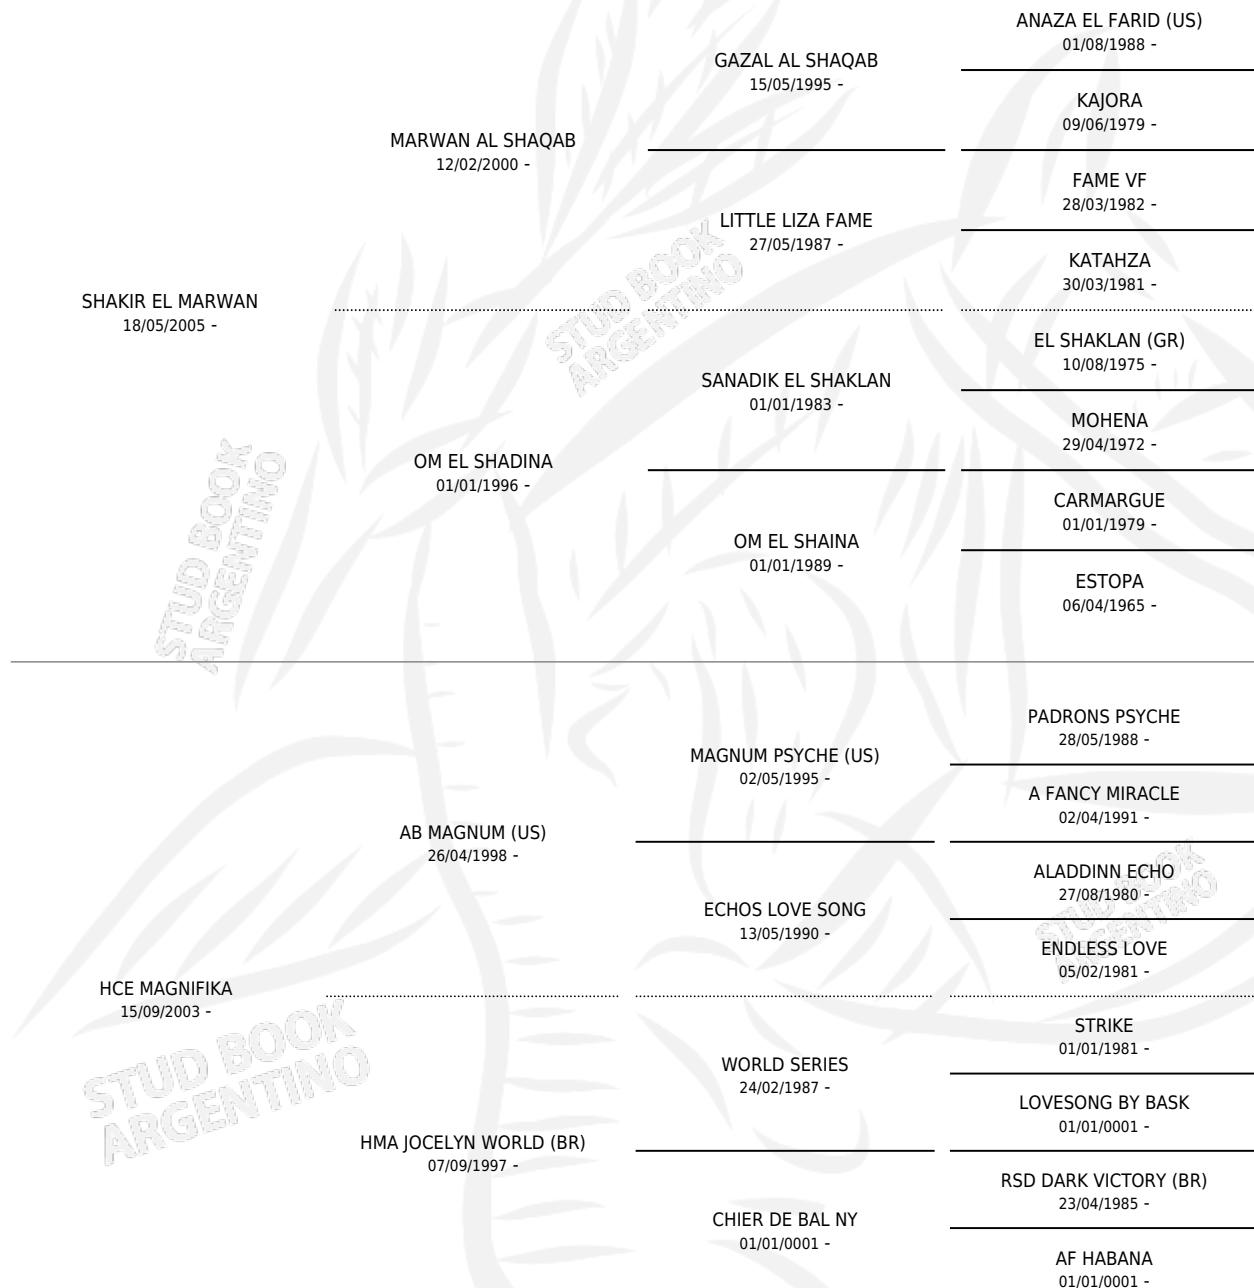 ANAZA EL FARID (US)
01/08/1988 -
GAZAL AL SHAQAB
15/05/1995 -
KAJORA
09/06/1979 -
MARWAN AL SHAQAB
12/02/2000 -
FAME VF
28/03/1982 -
LITTLE LIZA FAME
27/05/1987 -
KATAHZA
30/03/1981 -
SHAKIR EL MARWAN
18/05/2005 -
STUD BOOK
ARGENTINO
EL SHAKLAN (GR)
10/08/1975 -
SANADIK EL SHAKLAN
01/01/1983 -
MOHENA
29/04/1972 -
OM EL SHADINA
01/01/1996 -
CARMARGUE
01/01/1979 -
OM EL SHAINA
01/01/1989 -
ESTOPA
06/04/1965 -
STUD BOOK
ARGENTINO
PADRONS PSYCHE
28/05/1988 -
MAGNUM PSYCHE (US)
02/05/1995 -
A FANCY MIRACLE
02/04/1991 -
AB MAGNUM (US)
26/04/1998 -
ALADDINN ECHO
27/08/1980 -
STUD BOOK
ARGENTINO
ECHOS LOVE SONG
13/05/1990 -
ENDLESS LOVE
05/02/1981 -
HCE MAGNIFIKA
15/09/2003 -
STUD BOOK
ARGENTINO
STRIKE
01/01/1981 -
WORLD SERIES
24/02/1987 -
LOVESONG BY BASK
01/01/0001 -
HMA JOCELYN WORLD (BR)
07/09/1997 -
RSD DARK VICTORY (BR)
23/04/1985 -
CHIER DE BAL NY
01/01/0001 -
AF HABANA
01/01/0001 -